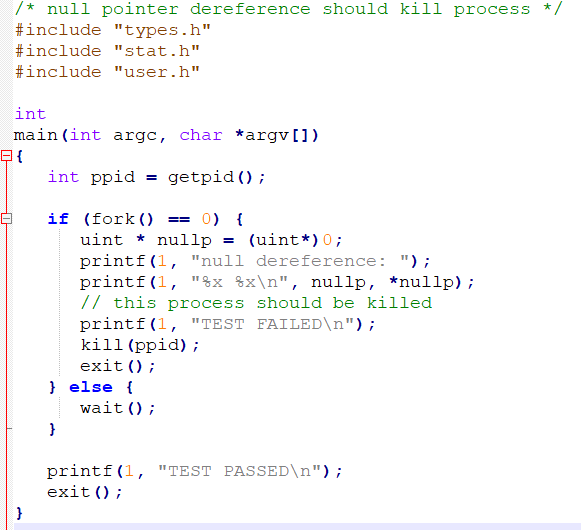 /* null pointer dereference should kill process */
#include "types.h"
#include "stat.h"
#include "user.h"

int
main(int argc, char *argv[])
{
   int ppid = getpid();

   if (fork() == 0) {
      uint * nullp = (uint*)0;
      printf(1, "null dereference: ");
      printf(1, "%x %x\n", nullp, *nullp);
      // this process should be killed
      printf(1, "TEST FAILED\n");
      kill(ppid);
      exit();
   } else {
      wait();
   }

   printf(1, "TEST PASSED\n");
   exit();
}